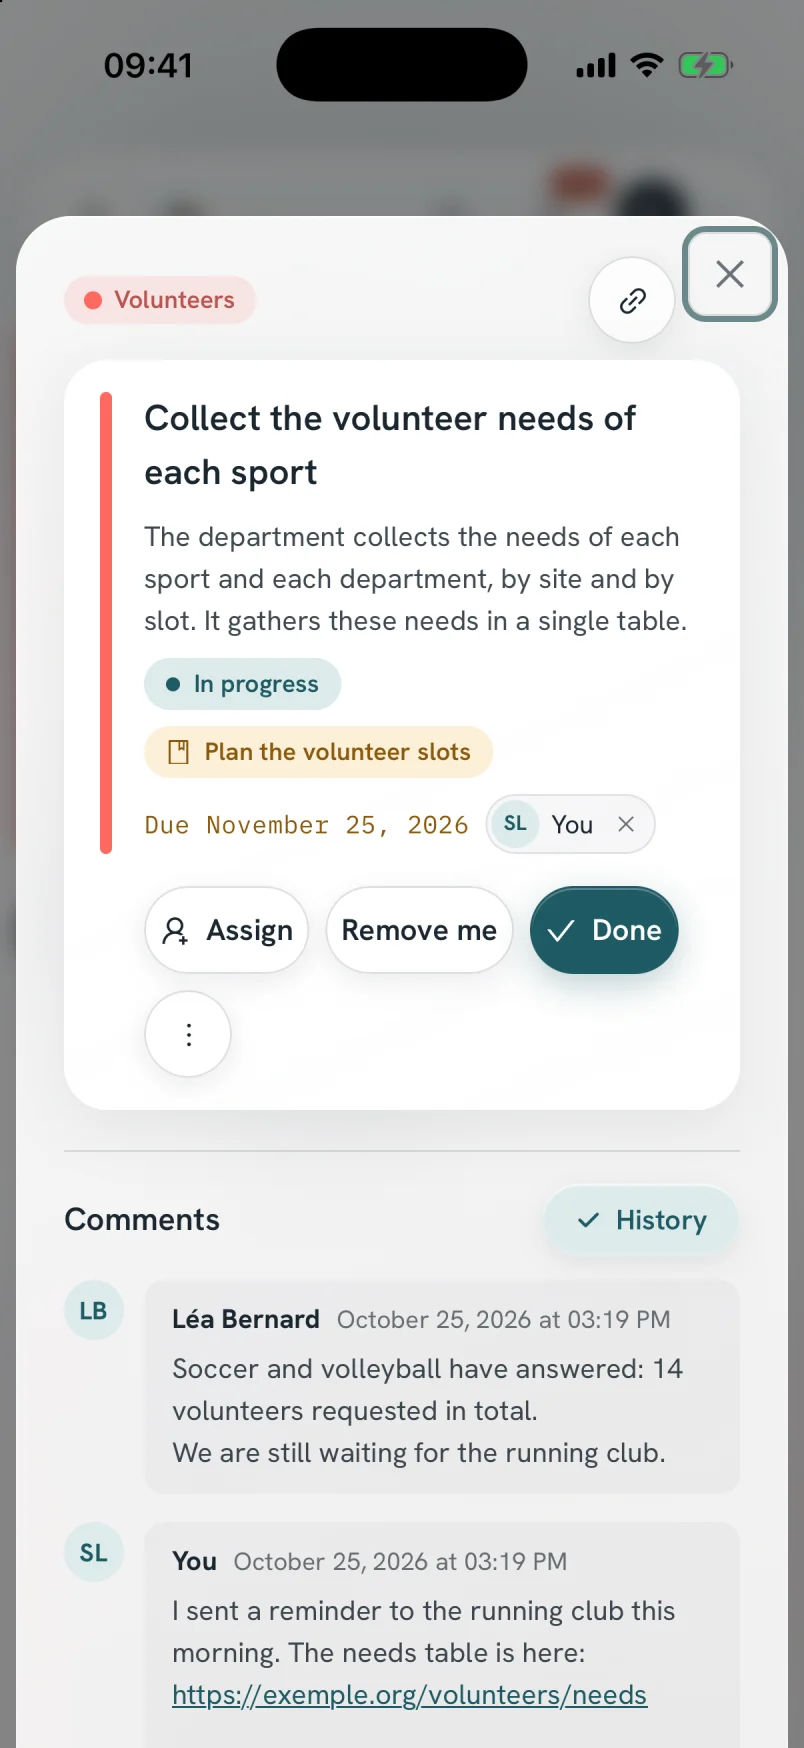 09:41
Volunteers
Collect the volunteer needs of
each sport
The department collects the needs of each
sport and each department, by site and by
slot. It gathers these needs in a single table.
In progress
Plan the volunteer slots
Due November 25, 2026 SL You
Assign Remove me Done
Comments History
LB Léa Bernard October 25, 2026 at 03:19 PM
Soccer and volleyball have answered: 14
volunteers requested in total.
We are still waiting for the running club.
SL You October 25, 2026 at 03:19 PM
I sent a reminder to the running club this
morning. The needs table is here:
https://exemple.org/volunteers/needs